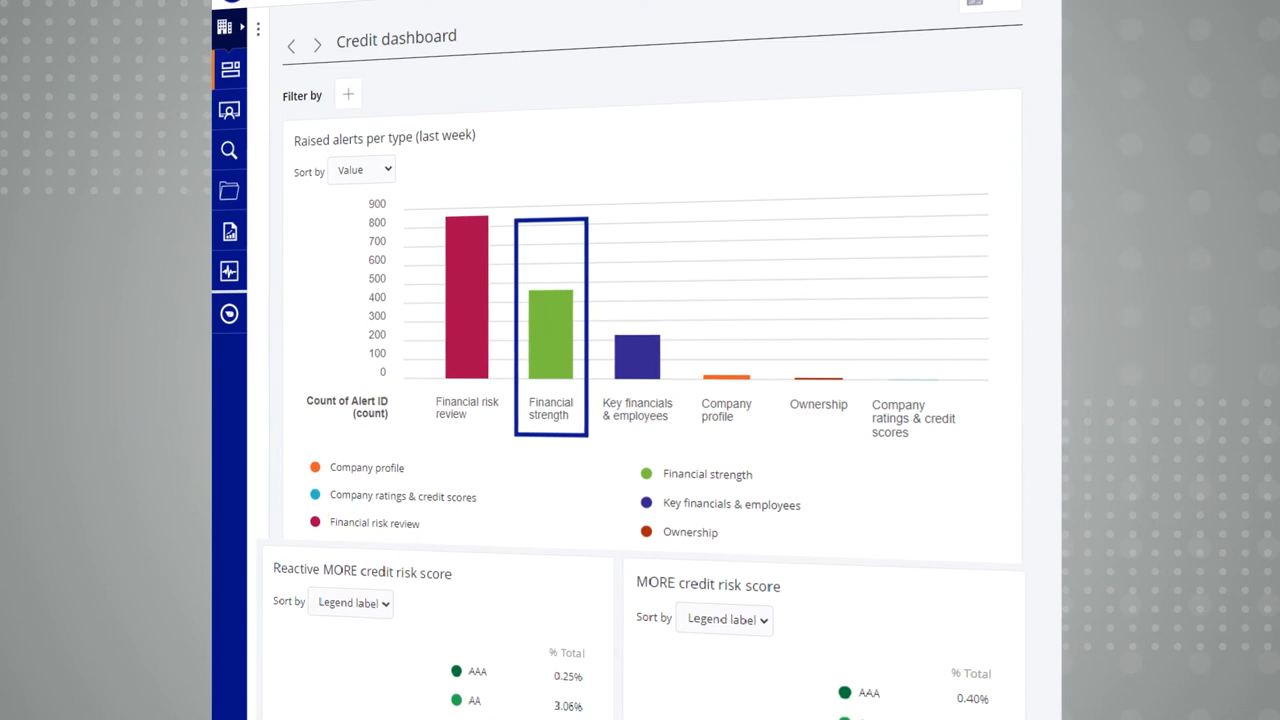 Credit dashboard
Filter by
Raised alerts per type (last week)
Sort by
Value
900
800
700
600
500
400
300
200
100
0
Count of Alert ID
(count)
Financial risk
review
Financial
strength
Key financials
& employees
Company
profile
Ownership
Company
ratings & credit
scores
Company profile
Company ratings & credit scores
Financial risk review
Financial strength
Key financials & employees
Ownership
Reactive MORE credit risk score
Sort by
Legend label
% Total
AAA
0.25%
AA
3.06%
MORE credit risk score
Sort by
Legend label
% Total
AAA
0.40%